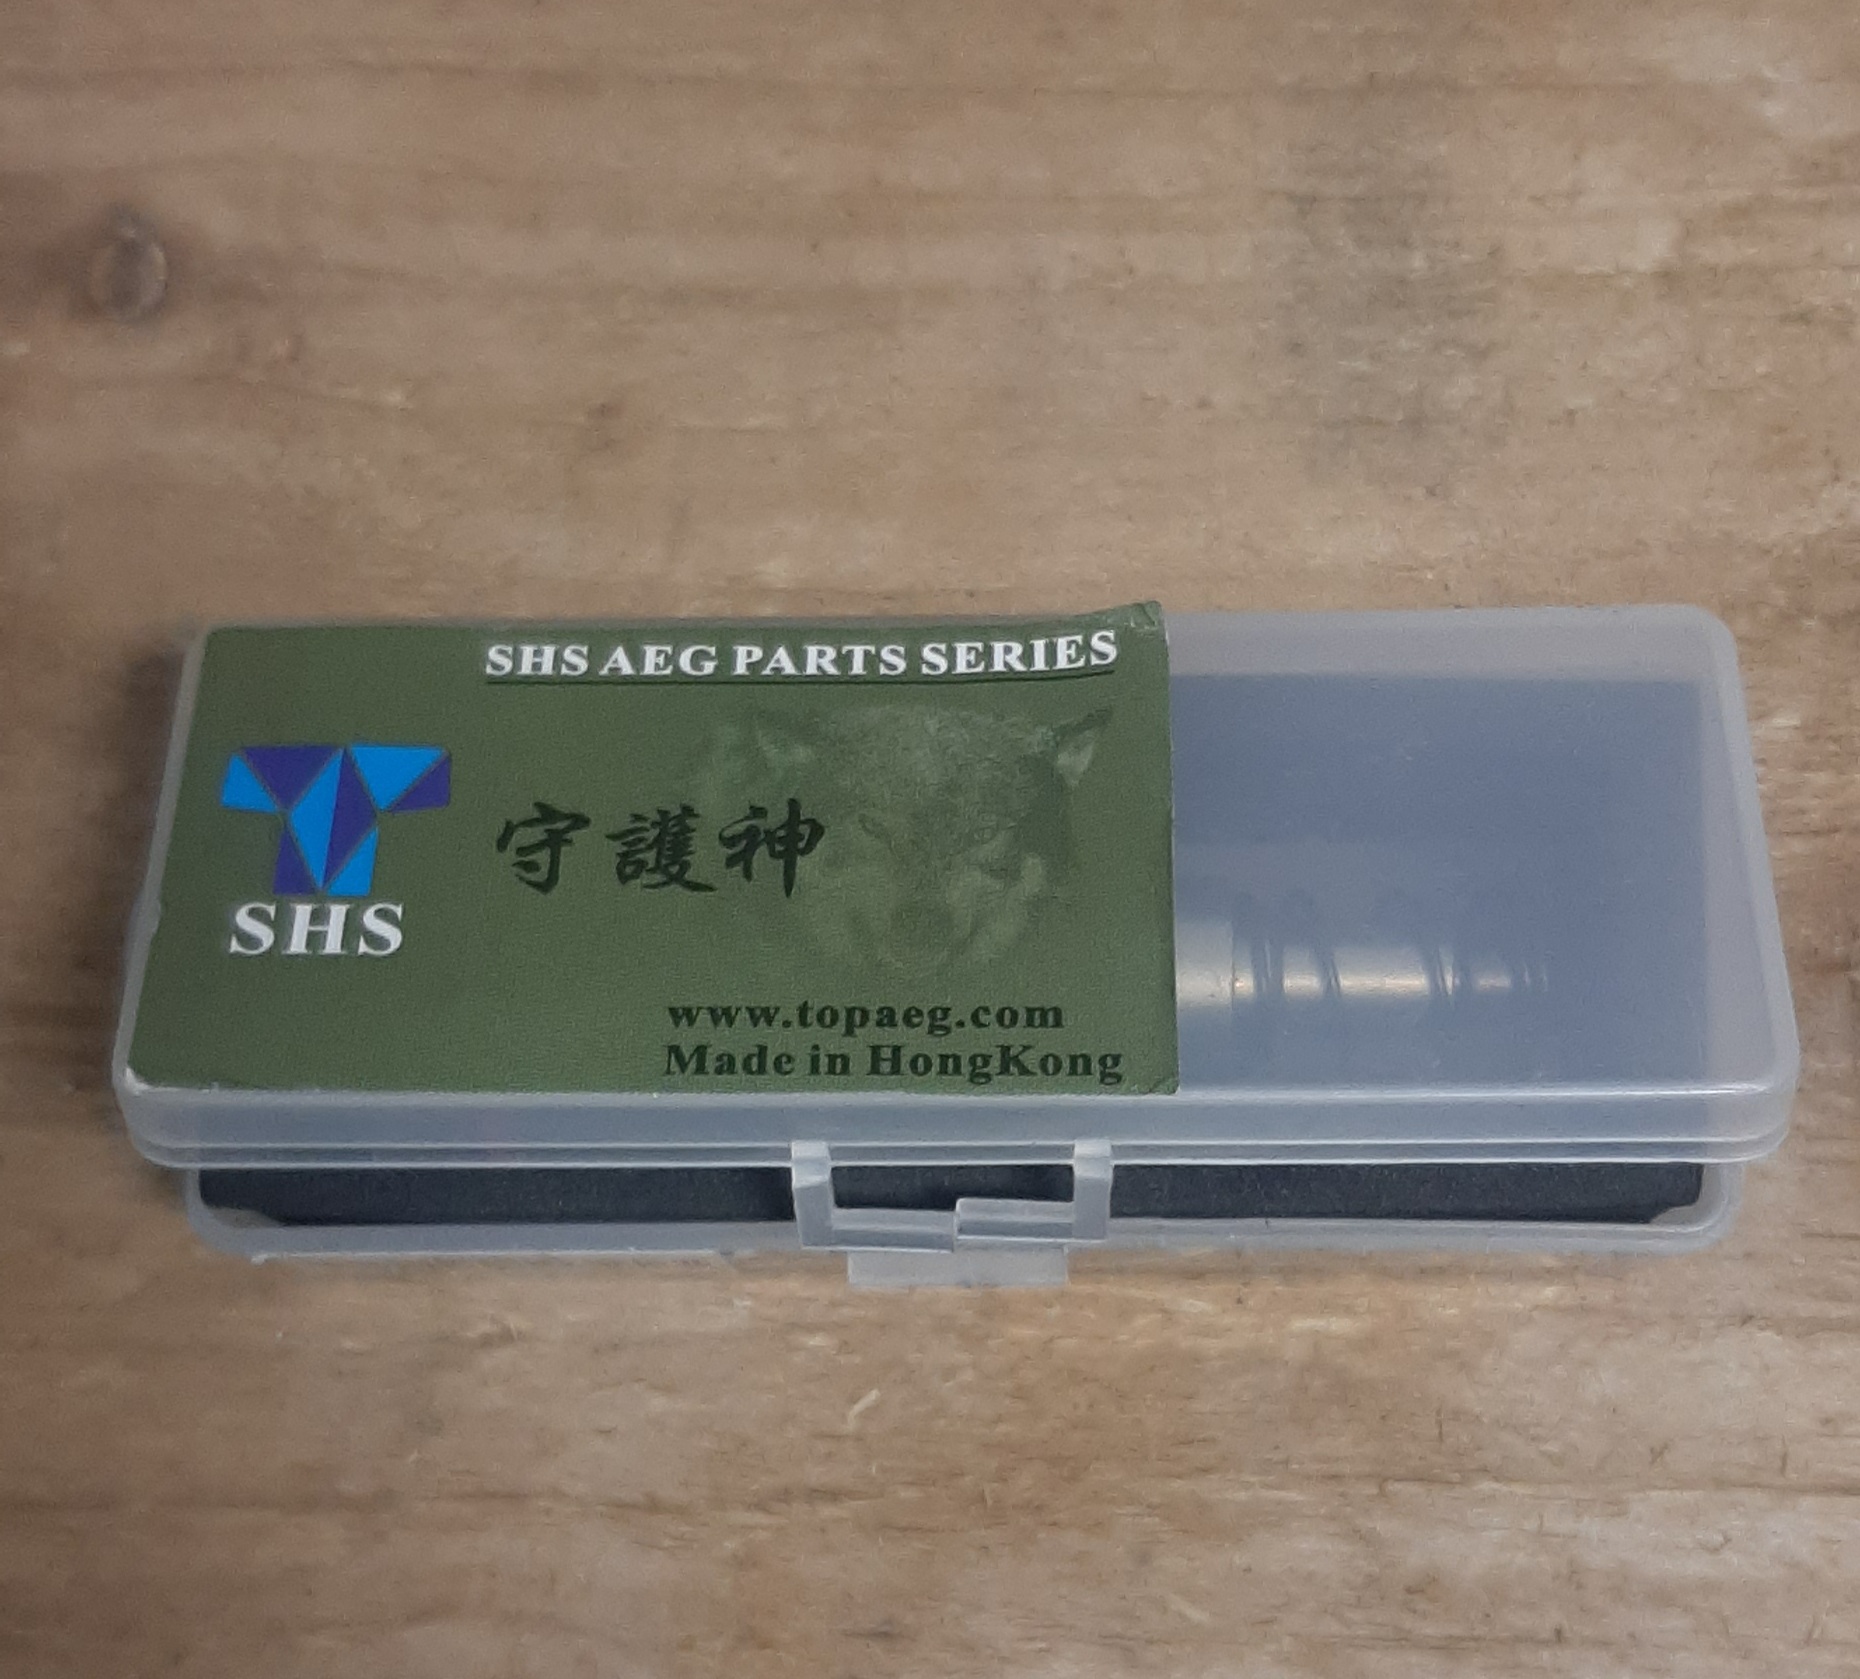 SHS AEG PARTS SERIES
守護神
SHS
www.topaeg.com
Made in HongKong